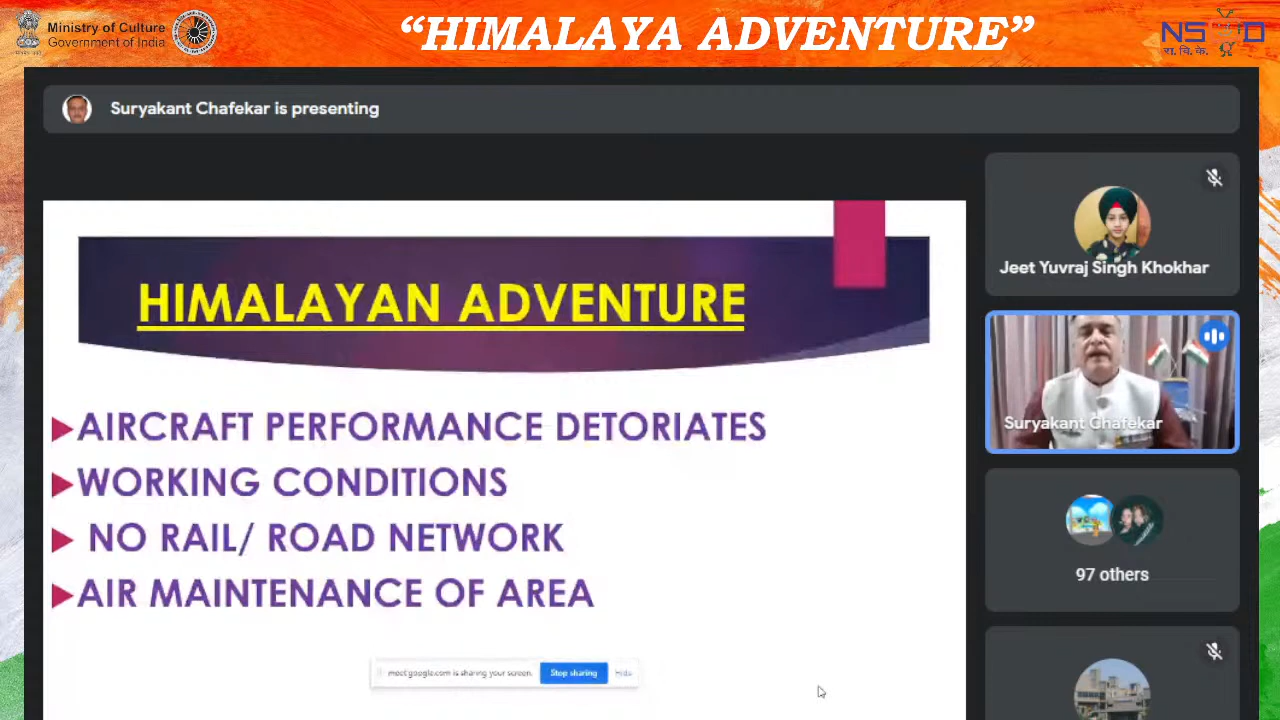 Ministry of Culture
Government of India
“HIMALAYA ADVENTURE”
NSD
रा. वि. के.
Suryakant Chafekar is presenting
HIMALAYAN ADVENTURE
AIRCRAFT PERFORMANCE DETORIATES
WORKING CONDITIONS
NO RAIL/ ROAD NETWORK
AIR MAINTENANCE OF AREA
meet.google.com is sharing your screen.
Stop sharing
Hide
Jeet Yuvraj Singh Khokhar
Suryakant Chafekar
97 others